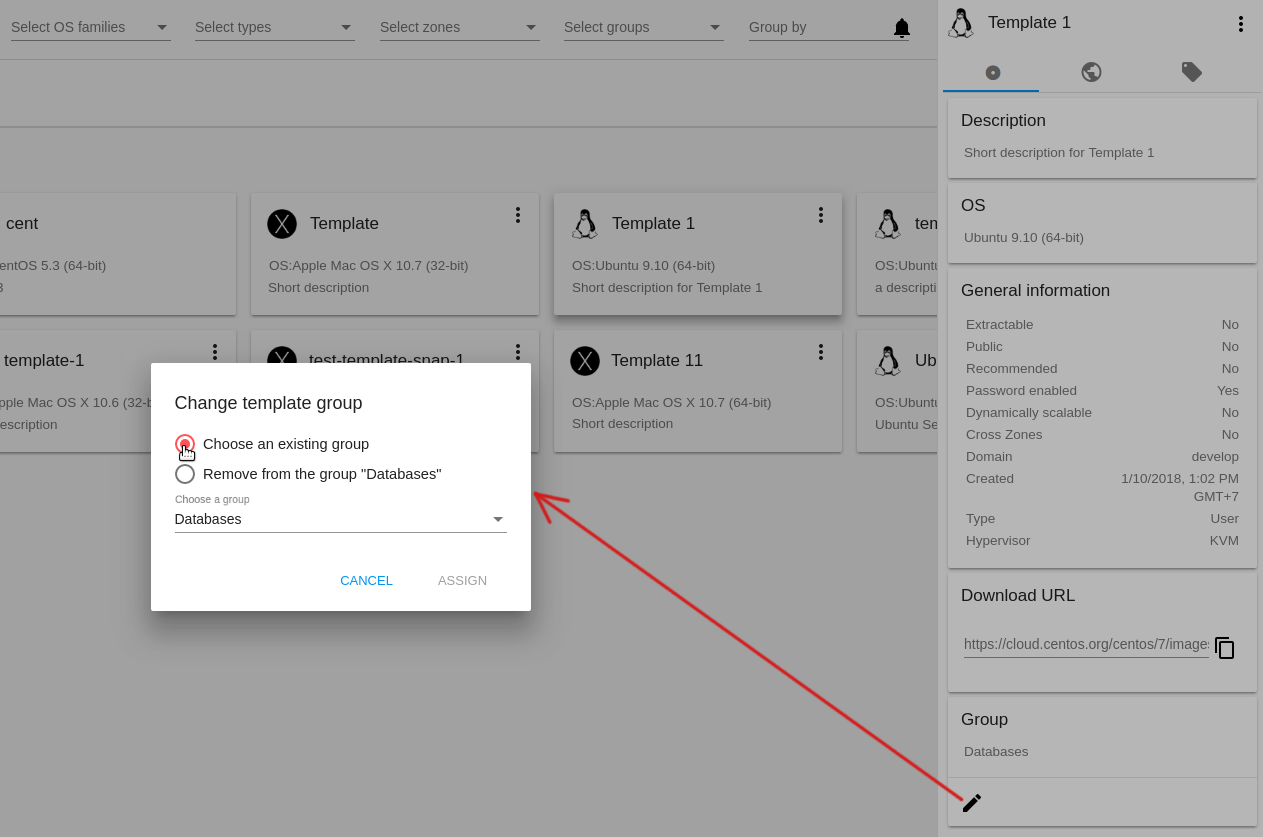 Select OS families
Select types
Select zones
Select groups
Group by
cent
entOS 5.3 (64-bit)
3
Template
OS:Apple Mac OS X 10.7 (32-bit)
Short description
Template 1
OS:Ubuntu 9.10 (64-bit)
Short description for Template 1
ten
OS:Ubuntu
a descripti
template-1
pple Mac OS X 10.6 (32-b
escription
test-template-snap-1
Template 11
OS:Apple Mac OS X 10.7 (64-bit)
Short description
Ub
OS:Ubuntu
Ubuntu Se
Change template group
Choose an existing group
Remove from the group "Databases"
Choose a group
Databases
CANCEL
ASSIGN
Template 1
Description
Short description for Template 1
OS
Ubuntu 9.10 (64-bit)
General information
Extractable No
Public No
Recommended No
Password enabled Yes
Dynamically scalable No
Cross Zones No
Domain develop
Created 1/10/2018, 1:02 PM
GMT+7
Type User
Hypervisor KVM
Download URL
https://cloud.centos.org/centos/7/images
Group
Databases